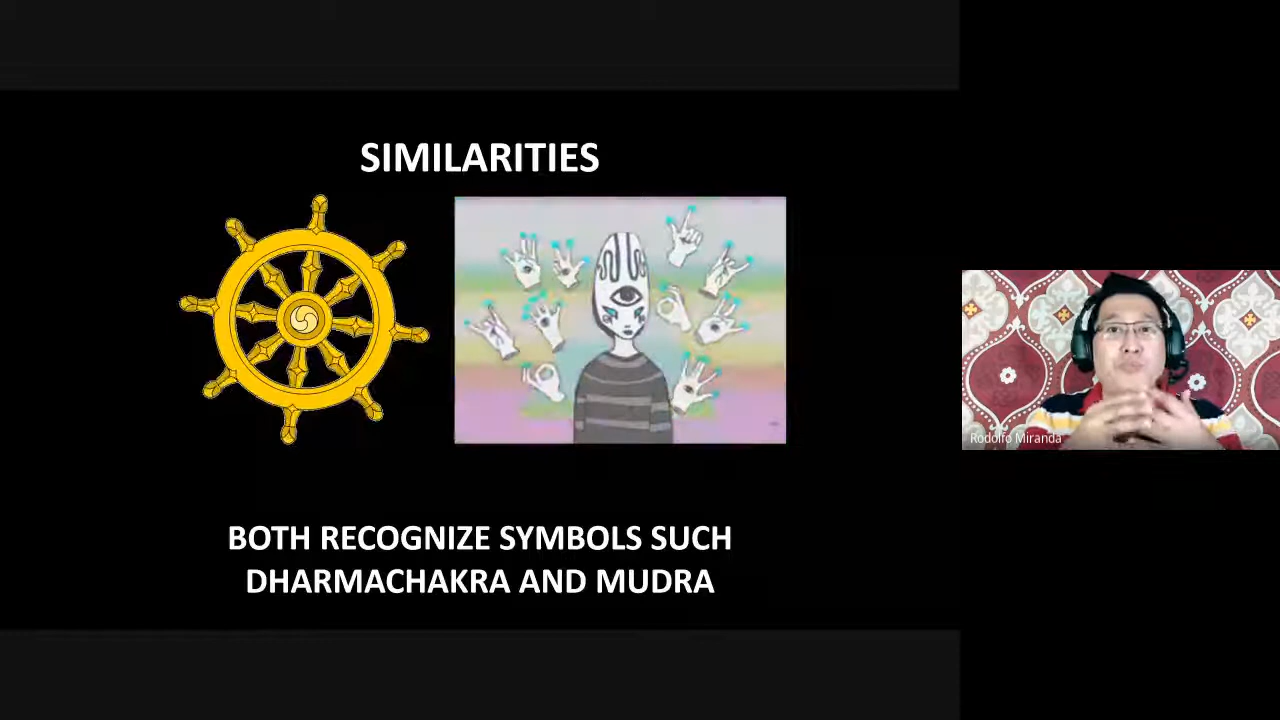 SIMILARITIES
BOTH RECOGNIZE SYMBOLS SUCH
DHARMACHAKRA AND MUDRA
Rodolfo Miranda